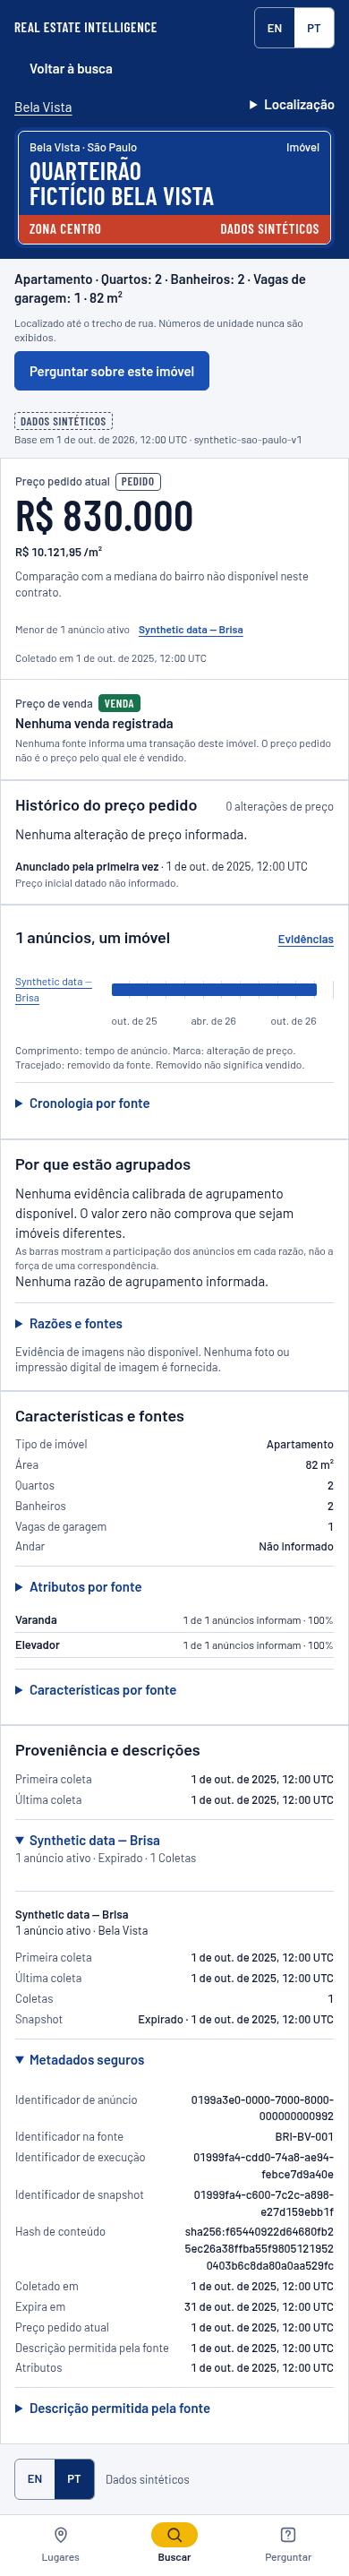 REAL ESTATE INTELLIGENCE
EN PT
Voltar à busca
Bela Vista
▶ Localização
Bela Vista · São Paulo Imóvel
QUARTEIRÃO
FICTÍCIO BELA VISTA
ZONA CENTRO DADOS SINTÉTICOS
Apartamento · Quartos: 2 · Banheiros: 2 · Vagas de
garagem: 1 · 82 m²
Localizado até o trecho de rua. Números de unidade nunca são
exibidos.
Perguntar sobre este imóvel
DADOS SINTÉTICOS
Base em 1 de out. de 2026, 12:00 UTC · synthetic-sao-paulo-v1
Preço pedido atual PEDIDO
R$ 830.000
R$ 10.121,95 /m²
Comparação com a mediana do bairro não disponível neste
contrato.
Menor de 1 anúncio ativo Synthetic data — Brisa
Coletado em 1 de out. de 2025, 12:00 UTC
Preço de venda VENDA
Nenhuma venda registrada
Nenhuma fonte informa uma transação deste imóvel. O preço pedido
não é o preço pelo qual ele é vendido.
Histórico do preço pedido 0 alterações de preço
Nenhuma alteração de preço informada.
Anunciado pela primeira vez · 1 de out. de 2025, 12:00 UTC
Preço inicial datado não informado.
1 anúncios, um imóvel Evidências
Synthetic data —
Brisa
out. de 25 abr. de 26 out. de 26
Comprimento: tempo de anúncio. Marca: alteração de preço.
Tracejado: removido da fonte. Removido não significa vendido.
▶ Cronologia por fonte
Por que estão agrupados
Nenhuma evidência calibrada de agrupamento
disponível. O valor zero não comprova que sejam
imóveis diferentes.
As barras mostram a participação dos anúncios em cada razão, não a
força de uma correspondência.
Nenhuma razão de agrupamento informada.
▶ Razões e fontes
Evidência de imagens não disponível. Nenhuma foto ou
impressão digital de imagem é fornecida.
Características e fontes
Tipo de imóvel Apartamento
Área 82 m²
Quartos 2
Banheiros 2
Vagas de garagem 1
Andar Não informado
▶ Atributos por fonte
Varanda 1 de 1 anúncios informam · 100%
Elevador 1 de 1 anúncios informam · 100%
▶ Características por fonte
Proveniência e descrições
Primeira coleta 1 de out. de 2025, 12:00 UTC
Última coleta 1 de out. de 2025, 12:00 UTC
▼ Synthetic data — Brisa
1 anúncio ativo · Expirado · 1 Coletas
Synthetic data — Brisa
1 anúncio ativo · Bela Vista
Primeira coleta 1 de out. de 2025, 12:00 UTC
Última coleta 1 de out. de 2025, 12:00 UTC
Coletas 1
Snapshot Expirado · 1 de out. de 2025, 12:00 UTC
▼ Metadados seguros
Identificador de anúncio 0199a3e0-0000-7000-8000-
000000000992
Identificador na fonte BRI-BV-001
Identificador de execução 01999fa4-cdd0-74a8-ae94-
febce7d9a40e
Identificador de snapshot 01999fa4-c600-7c2c-a898-
e27d159ebb1f
Hash de conteúdo sha256:f65440922d64680fb2
5ec26a38ffba55f9805121952
0403b6c8da80a0aa529fc
Coletado em 1 de out. de 2025, 12:00 UTC
Expira em 31 de out. de 2025, 12:00 UTC
Preço pedido atual 1 de out. de 2025, 12:00 UTC
Descrição permitida pela fonte 1 de out. de 2025, 12:00 UTC
Atributos 1 de out. de 2025, 12:00 UTC
▶ Descrição permitida pela fonte
EN PT Dados sintéticos
Lugares Buscar Perguntar